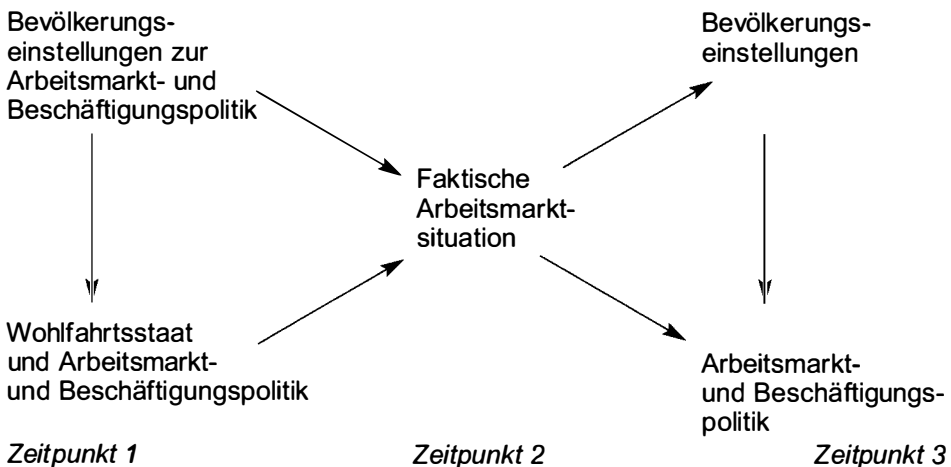 Bevölkerungs-
einstellungen zur
Arbeitsmarkt- und
Beschäftigungspolitik
Bevölkerungs-
einstellungen
Faktische
Arbeitsmarkt-
situation
Wohlfahrtsstaat
und Arbeitsmarkt-
und Beschäftigungspolitik
Arbeitsmarkt-
und Beschäftigungs-
politik
Zeitpunkt 1
Zeitpunkt 2
Zeitpunkt 3